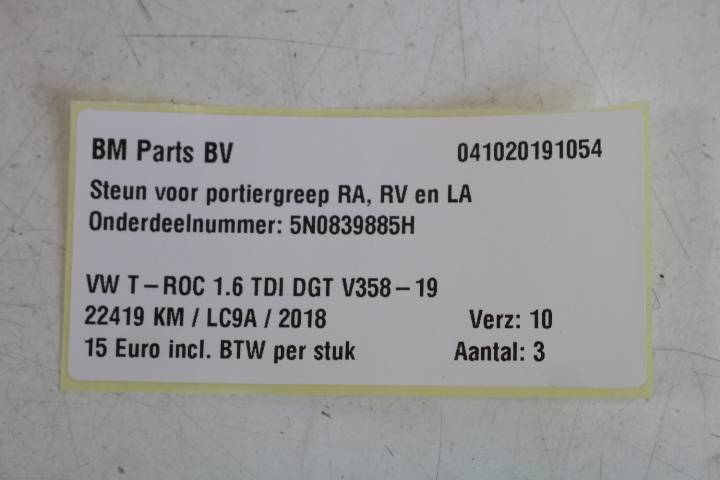 BM Parts BV 041020191054
Steun voor portiergreep RA, RV en LA
Onderdeelnummer: 5N0839885H
VW T-ROC 1.6 TDI DGT V358-19
22419 KM / LC9A / 2018 Verz: 10
15 Euro incl. BTW per stuk Aantal: 3